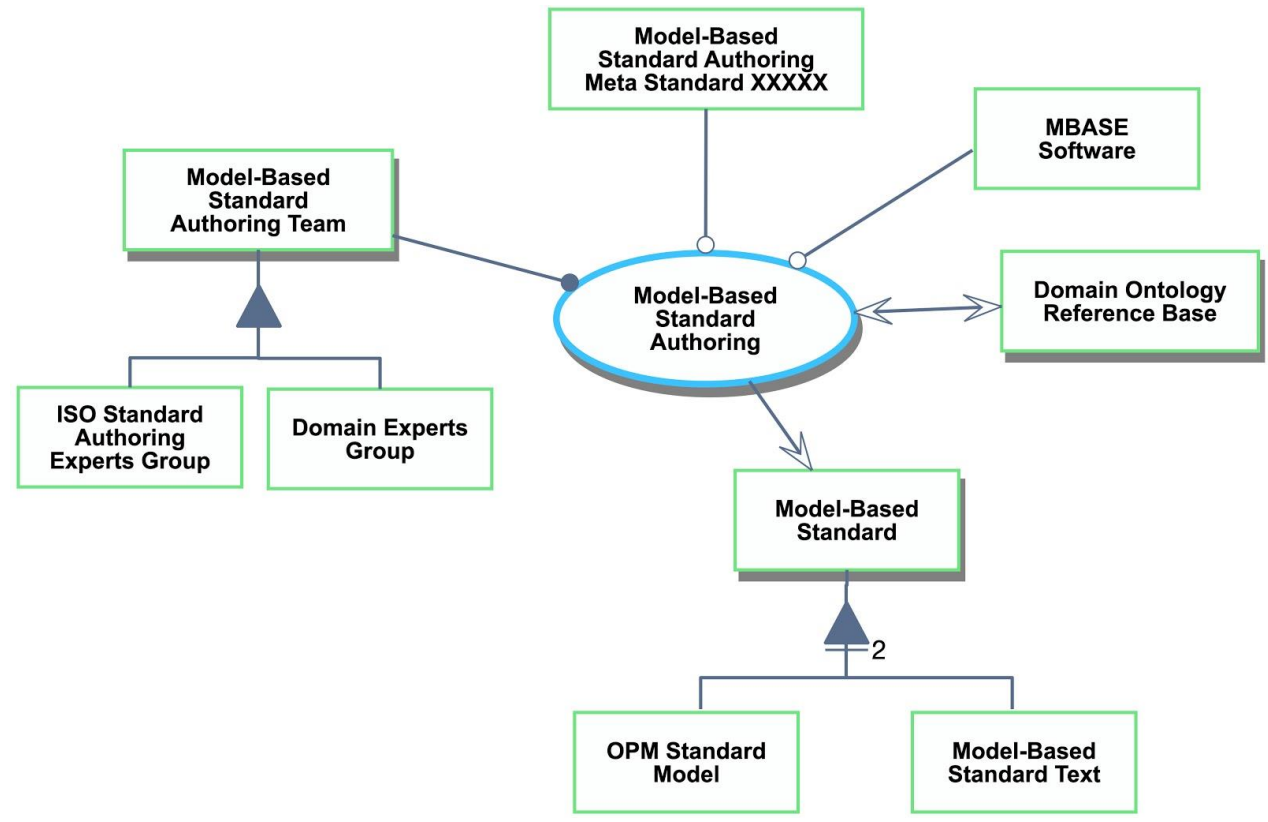 Model-Based
Standard Authoring
Meta Standard XXXXX
MBASE
Software
Model-Based
Standard
Authoring Team
Domain Ontology
Reference Base
Model-Based
Standard
Authoring
ISO Standard
Authoring
Experts Group
Domain Experts
Group
Model-Based
Standard
2
OPM Standard
Model
Model-Based
Standard Text